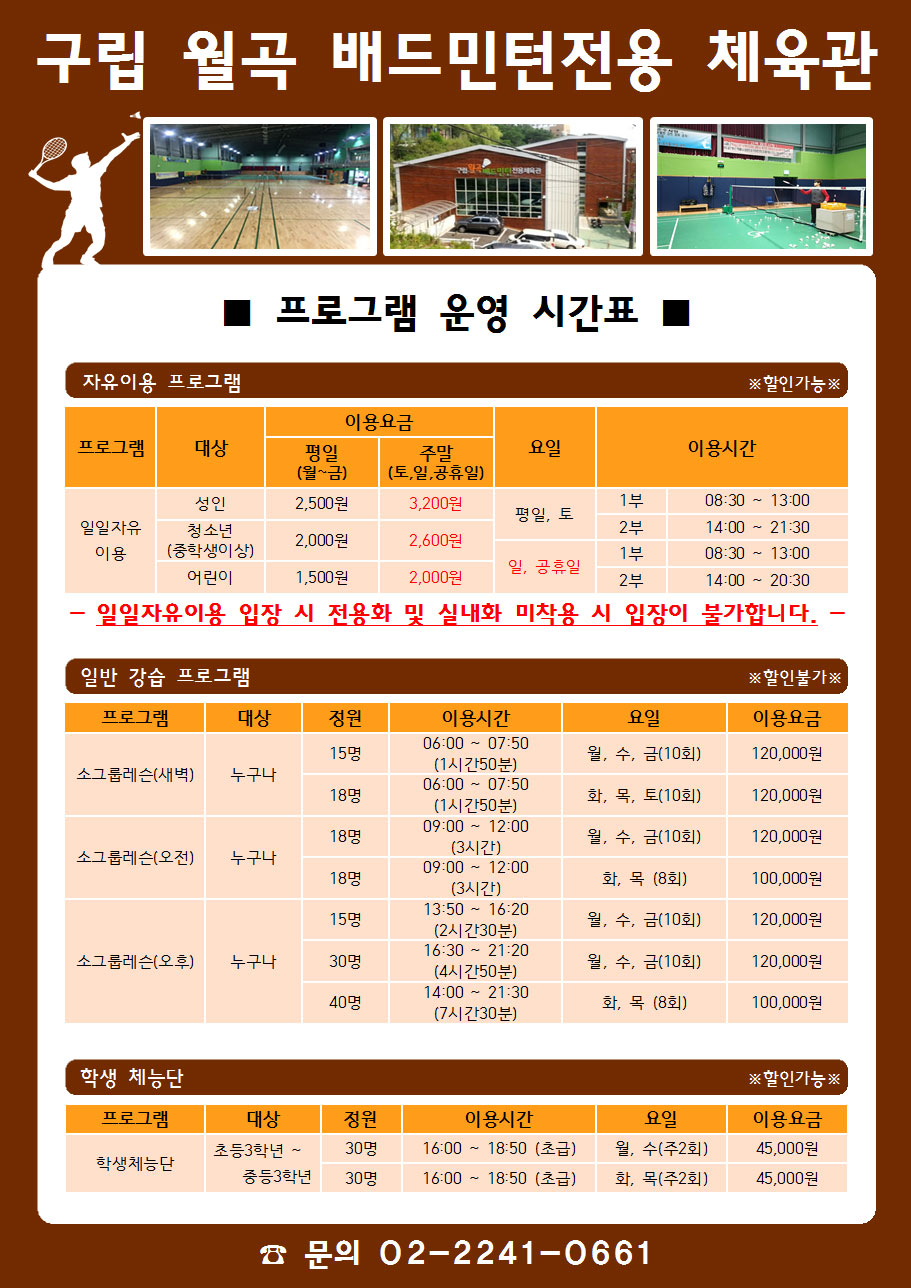 구립 월곡 배드민턴전용 체육관
구립월곡배드민턴전용체육관
■ 프로그램 운영 시간표 ■
자유이용 프로그램 ※할인가능※
프로그램 대상 이용요금 요일 이용시간
평일 주말
(월~금) (토,일,공휴일)
일일자유
이용
성인 2,500원 3,200원
청소년
(중학생이상) 2,000원 2,600원
어린이 1,500원 2,000원
평일, 토 1부 08:30 ~ 13:00
2부 14:00 ~ 21:30
일, 공휴일 1부 08:30 ~ 13:00
2부 14:00 ~ 20:30
- 일일자유이용 입장 시 전용화 및 실내화 미착용 시 입장이 불가합니다. -
일반 강습 프로그램 ※할인불가※
프로그램 대상 정원 이용시간 요일 이용요금
소그룹레슨(새벽) 누구나
15명 06:00 ~ 07:50
(1시간50분) 월, 수, 금(10회) 120,000원
18명 06:00 ~ 07:50
(1시간50분) 화, 목, 토(10회) 120,000원
소그룹레슨(오전) 누구나
18명 09:00 ~ 12:00
(3시간) 월, 수, 금(10회) 120,000원
18명 09:00 ~ 12:00
(3시간) 화, 목 (8회) 100,000원
소그룹레슨(오후) 누구나
15명 13:50 ~ 16:20
(2시간30분) 월, 수, 금(10회) 120,000원
30명 16:30 ~ 21:20
(4시간50분) 월, 수, 금(10회) 120,000원
40명 14:00 ~ 21:30
(7시간30분) 화, 목 (8회) 100,000원
학생 체능단 ※할인가능※
프로그램 대상 정원 이용시간 요일 이용요금
학생체능단 초등3학년 ~
중등3학년
30명 16:00 ~ 18:50 (초급) 월, 수(주2회) 45,000원
30명 16:00 ~ 18:50 (초급) 화, 목(주2회) 45,000원
☎ 문의 02-2241-0661